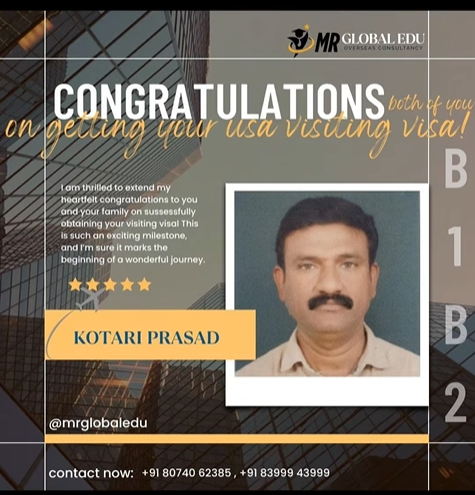 MR GLOBAL EDU
OVERSEAS CONSULTANCY
CONGRATULATIONS both of you
on getting your usa visiting visa!
I am thrilled to extend my
heartfelt congratulations to you
and your family on sussessfully
obtaining your visiting visa! This
is such an exciting milestone,
and I'm sure it marks the
beginning of a wonderful journey.
KOTARI PRASAD
B
1
B
2
@mrglobaledu
contact now: +91 80740 62385 , +91 83999 43999